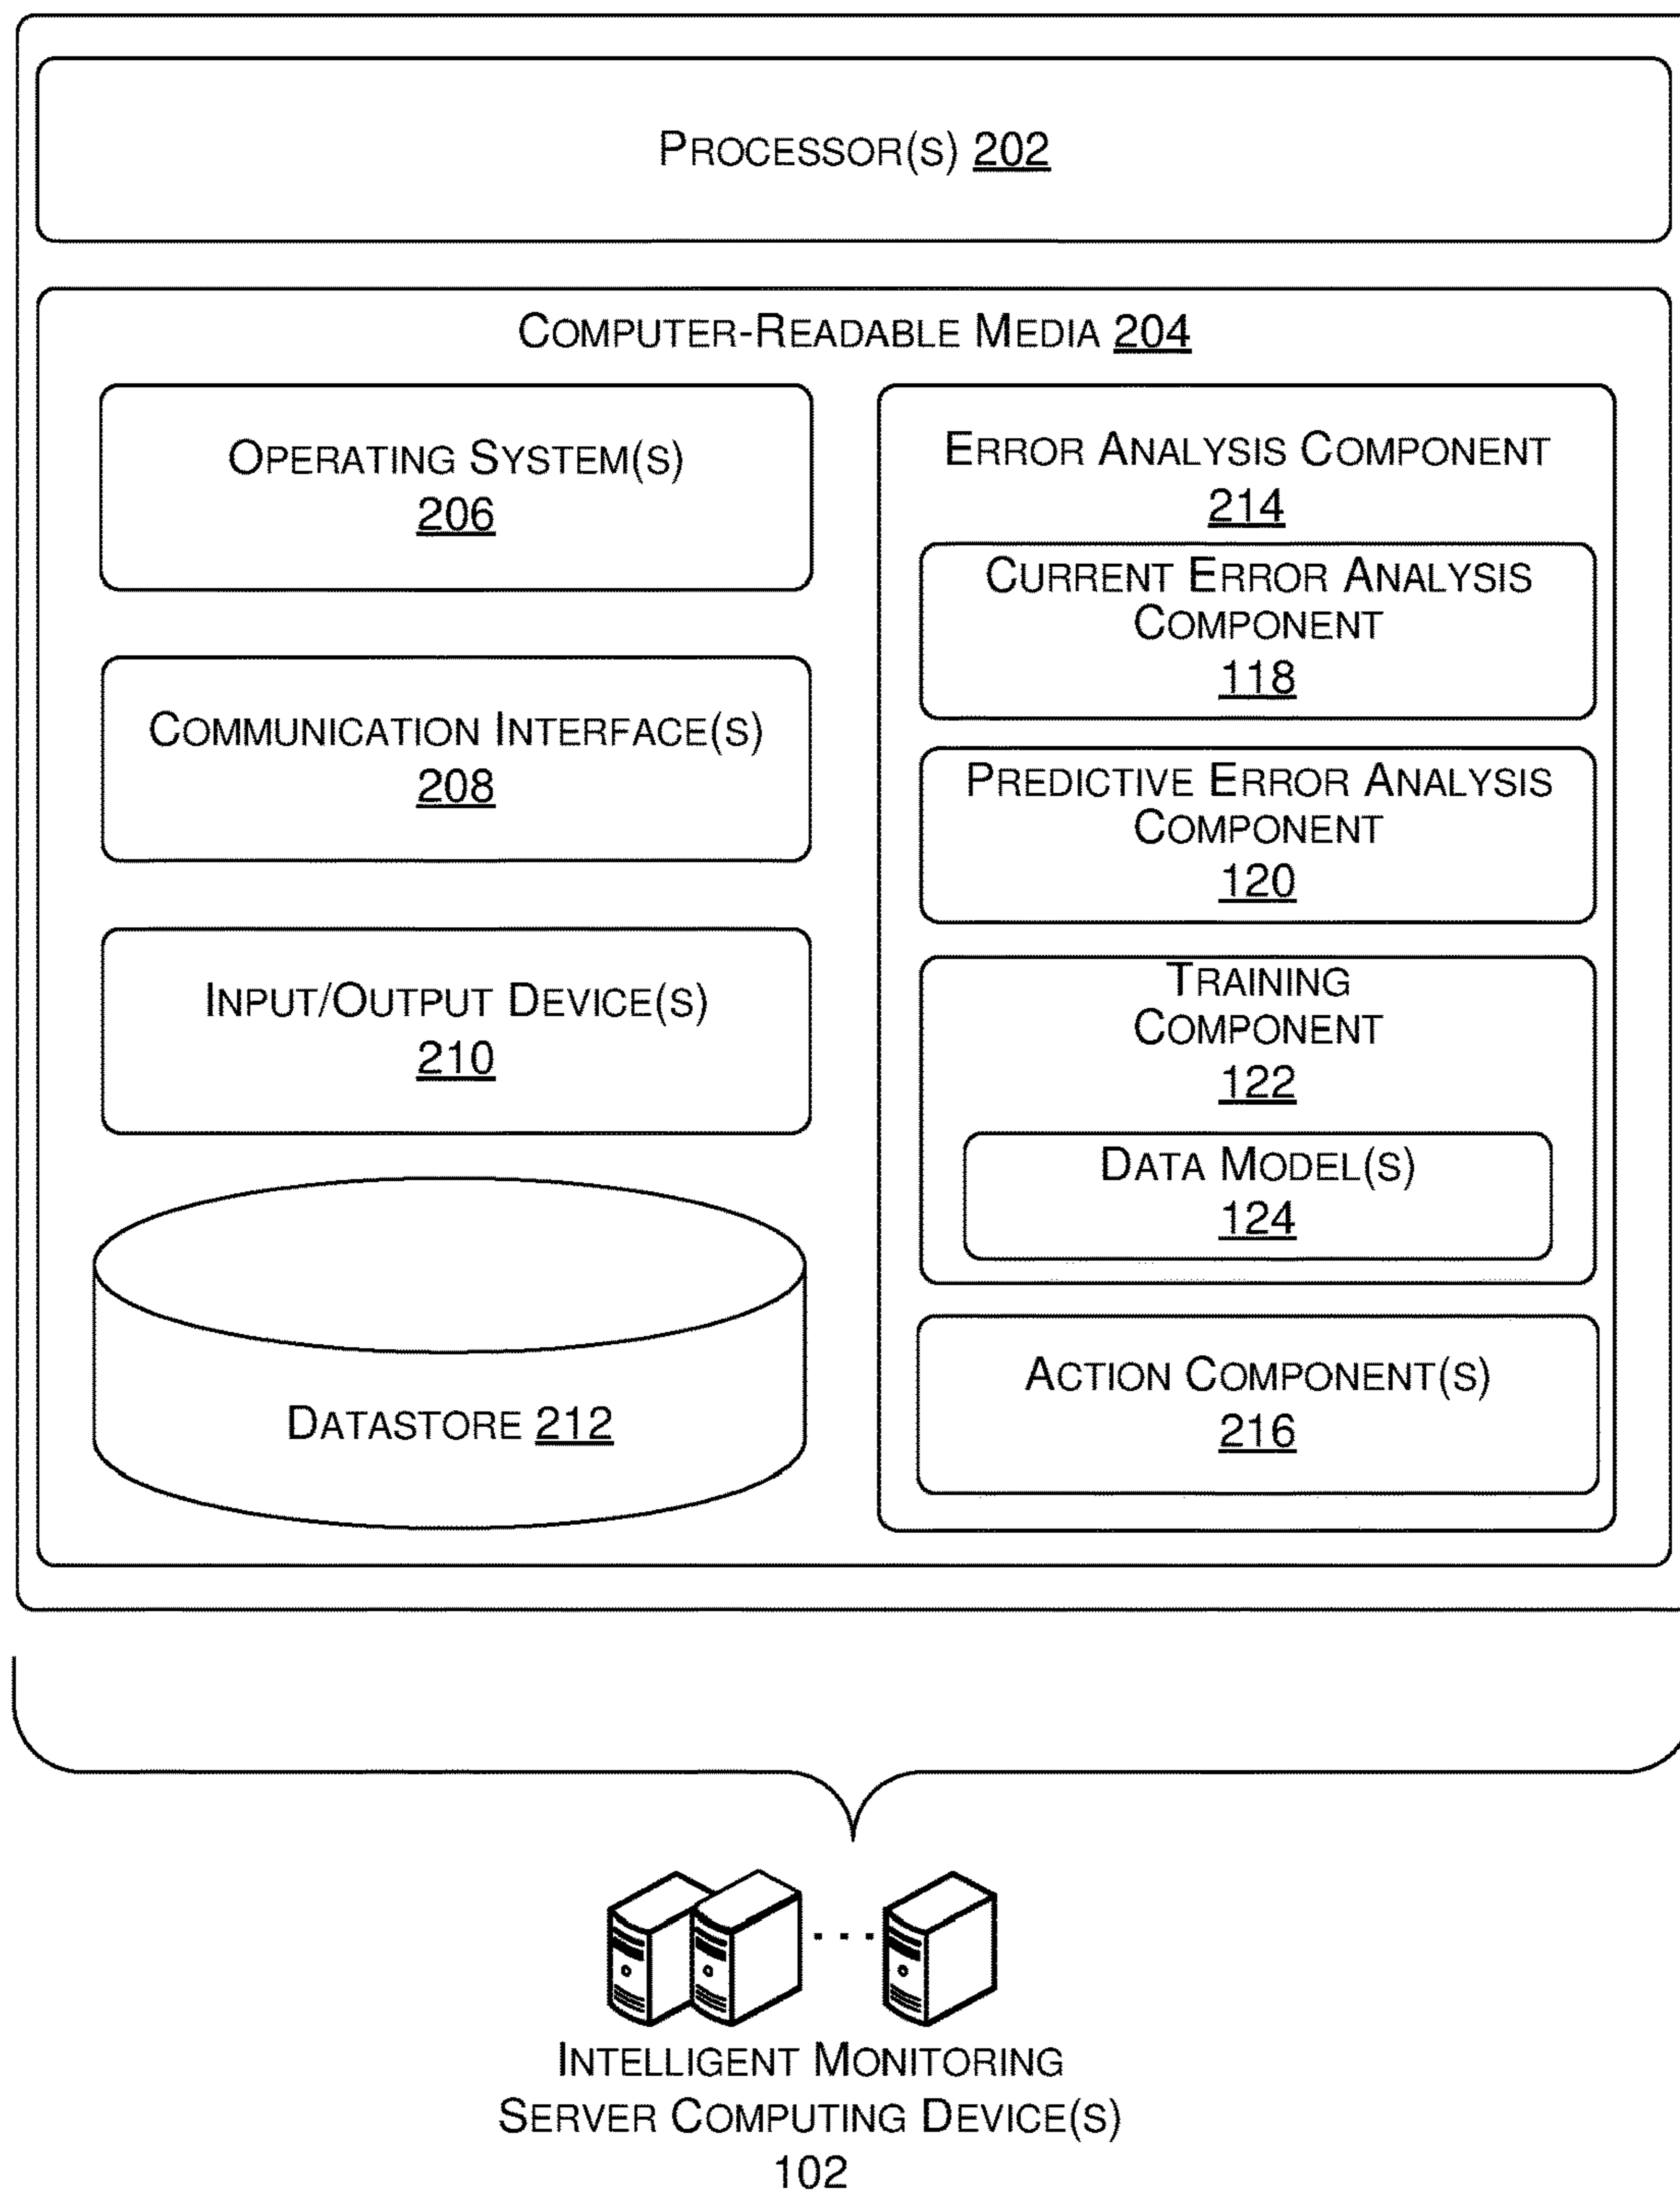 PROCESSOR(S) 202
COMPUTER-READABLE MEDIA 204
OPERATING SYSTEM(S)
206
COMMUNICATION INTERFACE(S)
208
INPUT/OUTPUT DEVICE(S)
210
DATASTORE 212
ERROR ANALYSIS COMPONENT
214
CURRENT ERROR ANALYSIS
COMPONENT
118
PREDICTIVE ERROR ANALYSIS
COMPONENT
120
TRAINING
COMPONENT
122
DATA MODEL(S)
124
ACTION COMPONENT(S)
216
INTELLIGENT MONITORING
SERVER COMPUTING DEVICE(S)
102